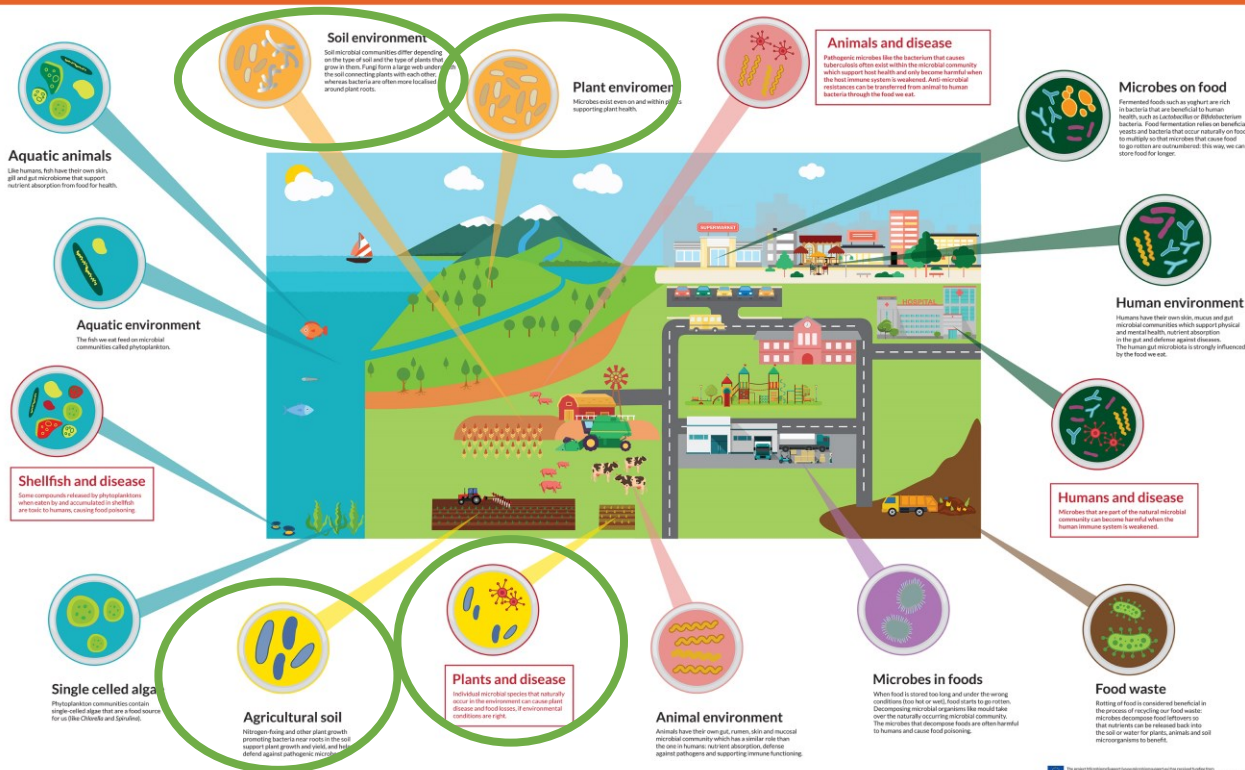 Soil environment
Soil microbial communities differ depending
on the type of soil and the type of plants that
grow in them. Fungi form a large web
the soil connecting plants with each other,
whereas bacteria are often more localised
around plant roots.
Plant enviroment
Microbes exist even on and within
supporting plant health.
Animals and disease
Pathogenic microbes like the bacterium that causes
tuberculosis often exist within the microbial community
which support host health and only become harmful when
the host immune system is weakened. Anti-microbial
resistances can be transferred from animal to human
bacteria through the food we eat.
Microbes on food
Fermented foods such as yoghurt are rich
in bacteria that are beneficial to human
health, such as Lactobacillus or Bifidobacterium
bacteria. Food fermentation relies on beneficial
yeasts and bacteria that occur naturally on food
to multiply so that microbes that cause food
to go rotten are outnumbered: this way, we can
store food for longer.
Aquatic animals
Like humans, fish have their own skin,
gill and gut microbiome that support
nutrient absorption from food for health.
SUPERMARKET
HOSPITAL
Aquatic environment
The fish we eat feed on microbial
communities called phytoplankton.
Human environment
Humans have their own skin, mucus and gut
microbial communities which support physical
and mental health, nutrient absorption
in the gut and defense against diseases.
The human gut microbiota is strongly influenced
by the food we eat.
Shellfish and disease
Some compounds released by phytoplanktons
when eaten by and accumulated in shellfish
are toxic to humans, causing food poisoning.
Humans and disease
Microbes that are part of the natural microbial
community can become harmful when the
human immune system is weakened.
Single celled algae
Phytoplankton communities contain
single-celled algae that are a food source
for us (like Chlorella and Spirulina).
Agricultural soil
Nitrogen-fixing and other plant growth
promoting bacteria near roots in the soil
support plant growth and yield, and help
defend against pathogenic microbes.
Plants and disease
Individual microbial species that naturally
occur in the environment can cause plant
disease and food losses, if environmental
conditions are right.
Animal environment
Animals have their own gut, rumen, skin and mucosal
microbial community which has a similar role than
the one in humans: nutrient absorption, defense
against pathogens and supporting immune functioning.
Microbes in foods
When food is stored too long and under the wrong
conditions (too hot or wet), food starts to go rotten.
Decomposing microbial organisms like mould take
over the naturally occurring microbial community.
The microbes that decompose foods are often harmful
to humans and cause food poisoning.
Food waste
Rotting of food is considered beneficial in
the process of recycling our food waste:
microbes decompose food leftovers so
that nutrients can be released back into
the soil or water for plants, animals and soil
microorganisms to benefit.